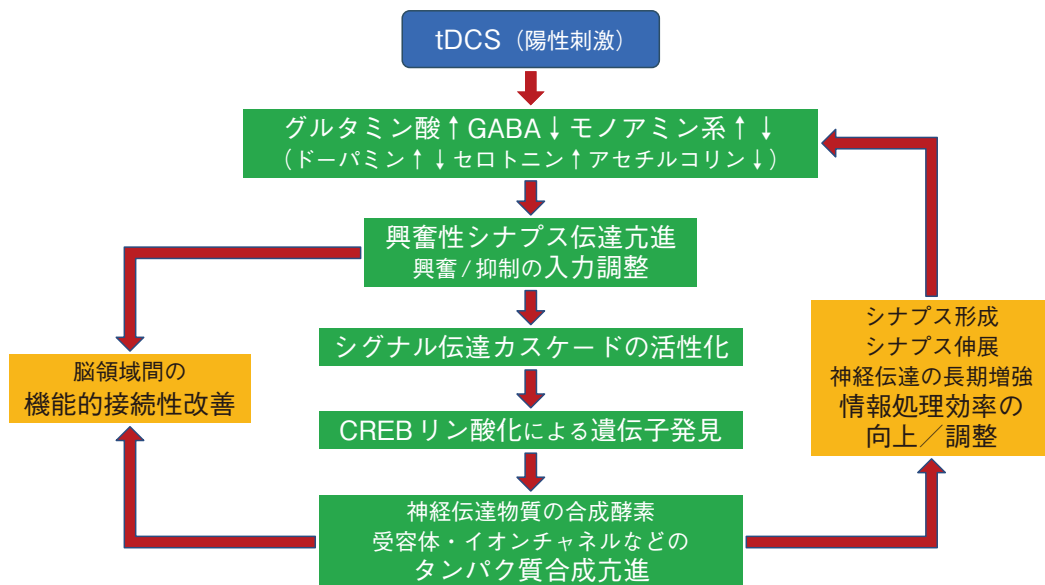 tDCS（陽性刺激）
グルタミン酸↑GABA↓モノアミン系↑↓
（ドーパミン↑↓セロトニン↑アセチルコリン↓）
興奮性シナプス伝達亢進
興奮/抑制の入力調整
シグナル伝達カスケードの活性化
CREBリン酸化による遺伝子発見
神経伝達物質の合成酵素
受容体・イオンチャネルなどの
タンパク質合成亢進
脳領域間の
機能的接続性改善
シナプス形成
シナプス伸展
神経伝達の長期増強
情報処理効率の
向上／調整